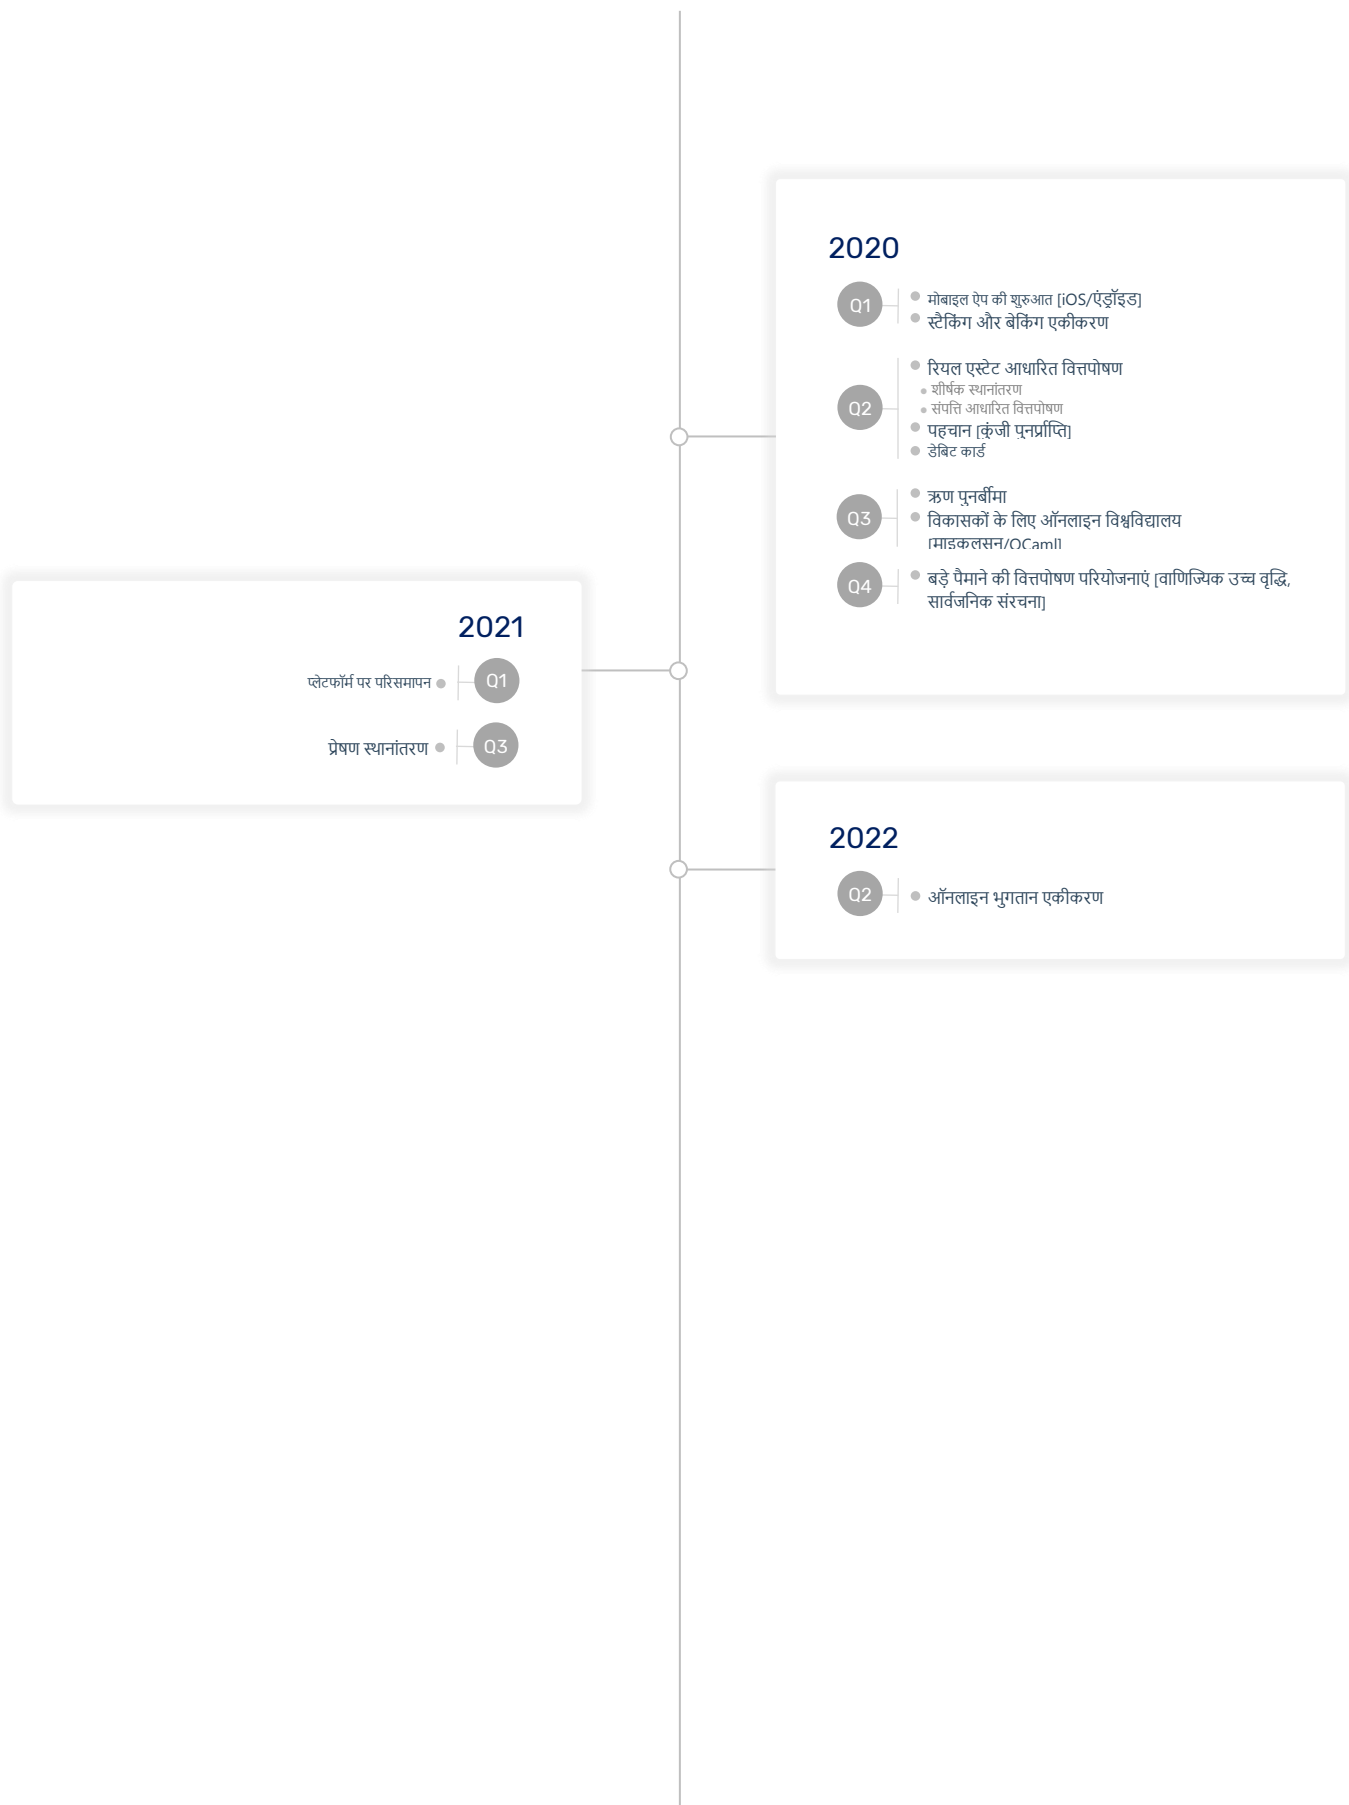 2020
Q1
मोबाइल ऐप की शुरुआत [iOS/एंड्रॉइड]
स्टैकिंग और बेकिंग एकीकरण
Q2
रियल एस्टेट आधारित वित्तपोषण
शीर्षक स्थानांतरण
संपत्ति आधारित वित्तपोषण
पहचान [कुंजी पुनर्प्राप्ति]
डेबिट कार्ड
Q3
ऋण पुनर्बीमा
विकासकों के लिए ऑनलाइन विश्वविद्यालय
[माइकलसन/OCaml]
Q4
बड़े पैमाने की वित्तपोषण परियोजनाएं [वाणिज्यिक उच्च वृद्धि,
सार्वजनिक संरचना]
2021
प्लेटफॉर्म पर परिसमापन
Q1
प्रेषण स्थानांतरण
Q3
2022
Q2
ऑनलाइन भुगतान एकीकरण